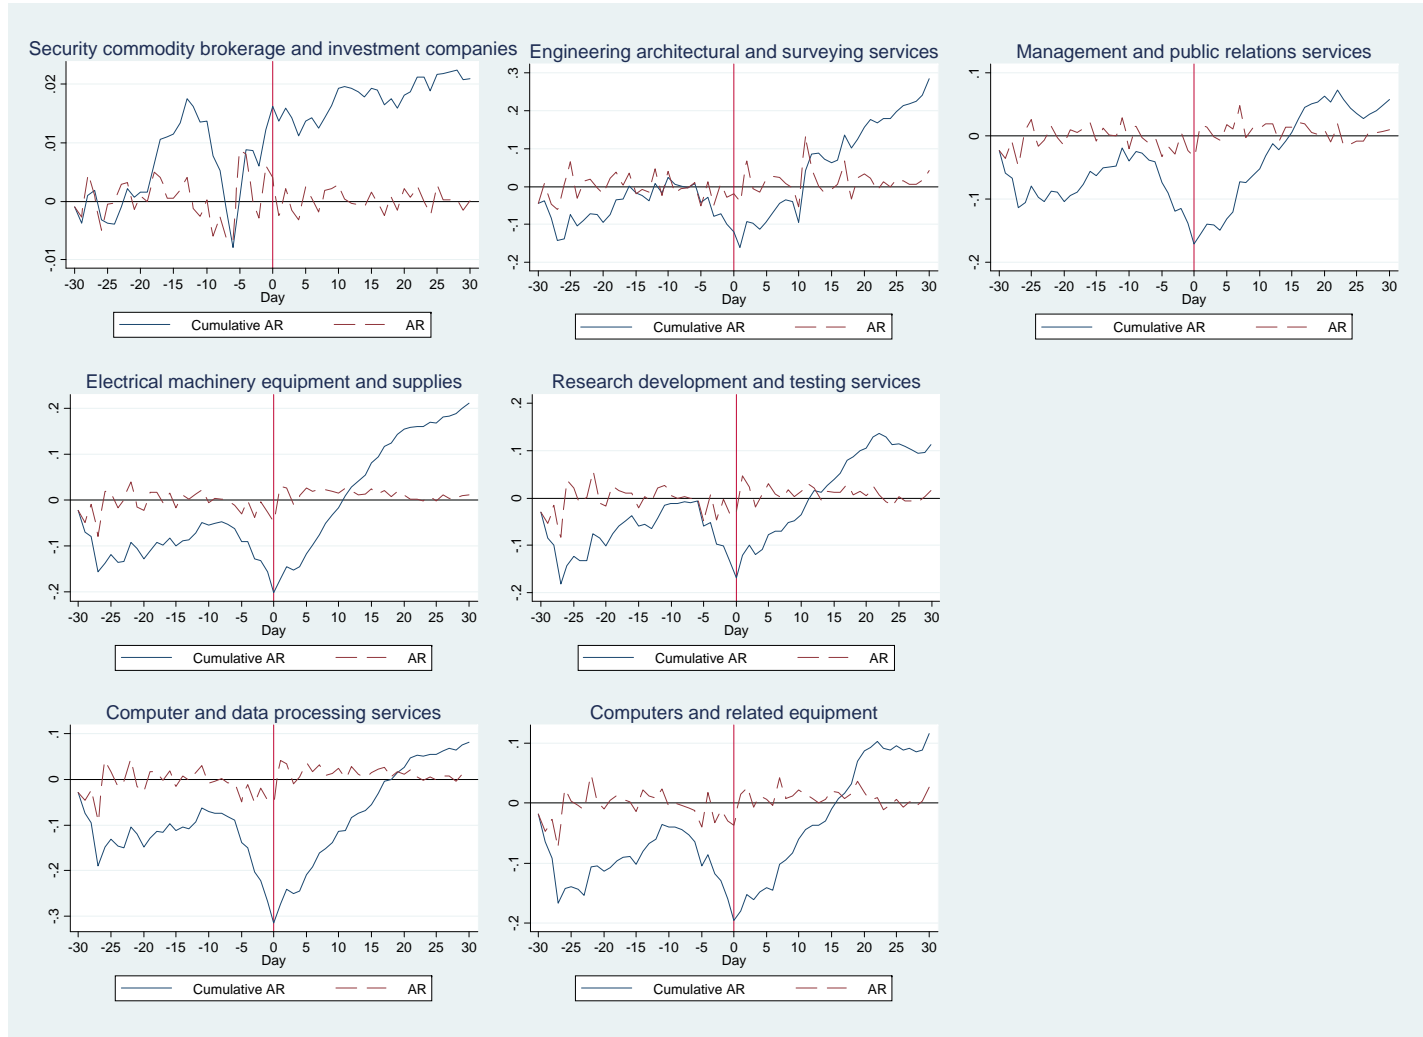 Security commodity brokerage and investment companies
.02
.01
0
-.01
-30 -25 -20 -15 -10 -5 0 5 10 15 20 25 30
Day
Cumulative AR AR
Engineering architectural and surveying services
.3
.2
.1
0
-.1
-.2
-30 -25 -20 -15 -10 -5 0 5 10 15 20 25 30
Day
Cumulative AR AR
Management and public relations services
.1
0
-.1
-.2
-30 -25 -20 -15 -10 -5 0 5 10 15 20 25 30
Day
Cumulative AR AR
Electrical machinery equipment and supplies
.2
.1
0
-.1
-.2
-30 -25 -20 -15 -10 -5 0 5 10 15 20 25 30
Day
Cumulative AR AR
Research development and testing services
.2
.1
0
-.1
-.2
-30 -25 -20 -15 -10 -5 0 5 10 15 20 25 30
Day
Cumulative AR AR
Computer and data processing services
.1
0
-.1
-.2
-.3
-30 -25 -20 -15 -10 -5 0 5 10 15 20 25 30
Day
Cumulative AR AR
Computers and related equipment
.1
0
-.1
-.2
-30 -25 -20 -15 -10 -5 0 5 10 15 20 25 30
Day
Cumulative AR AR